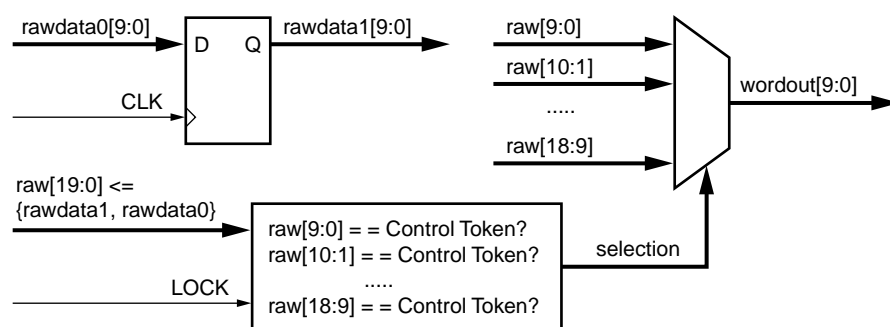 rawdata0[9:0]
D Q
rawdata1[9:0]
CLK
raw[9:0]
raw[10:1]
.....
raw[18:9]
wordout[9:0]
raw[19:0] <=
{rawdata1, rawdata0}
LOCK
raw[9:0] = = Control Token?
raw[10:1] = = Control Token?
.....
raw[18:9] = = Control Token?
selection